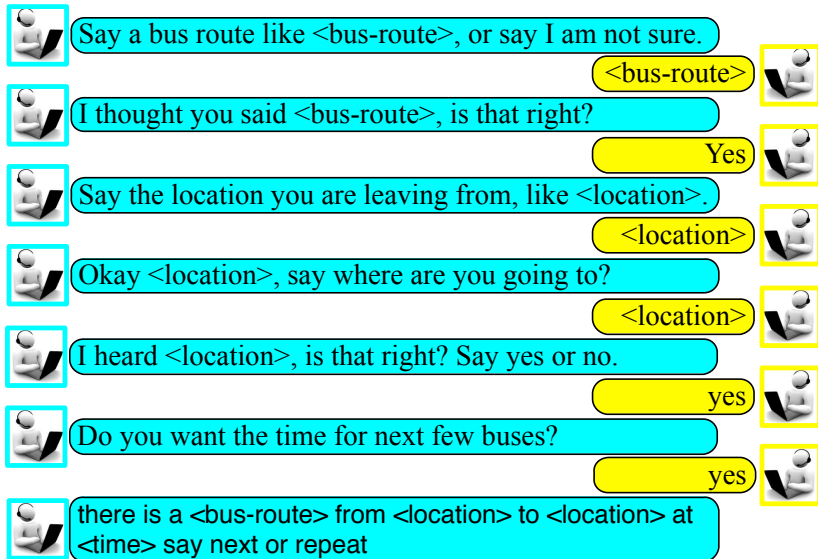 Say a bus route like <bus-route>, or say I am not sure.
<bus-route>
I thought you said <bus-route>, is that right?
Yes
Say the location you are leaving from, like <location>.
<location>
Okay <location>, say where are you going to?
<location>
I heard <location>, is that right? Say yes or no.
yes
Do you want the time for next few buses?
yes
there is a <bus-route> from <location> to <location> at
<time> say next or repeat